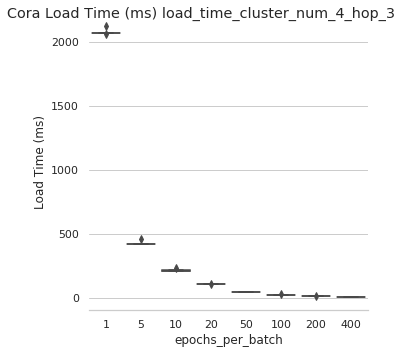 Cora Load Time (ms) load_time_cluster_num_4_hop_3
Load Time (ms)
2000
1500
1000
500
0
1 5 10 20 50 100 200 400
epochs_per_batch